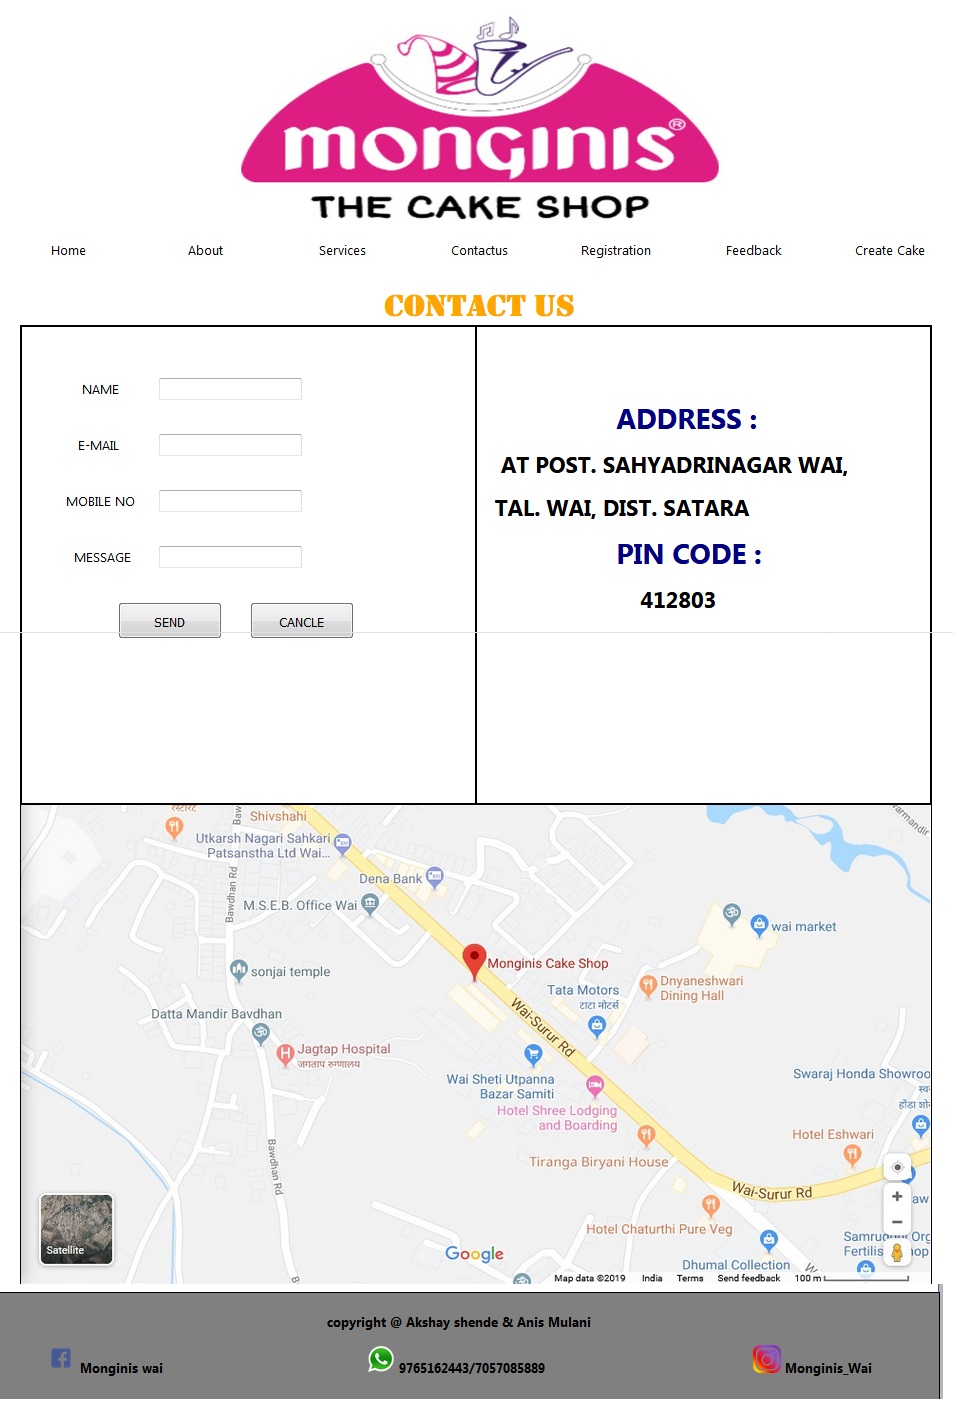 monginis®
THE CAKE SHOP
Home About Services Contactus Registration Feedback Create Cake
CONTACT US
NAME
E-MAIL
MOBILE NO
MESSAGE
SEND CANCLE
ADDRESS :
AT POST. SAHYADRINAGAR WAI,
TAL. WAI, DIST. SATARA
PIN CODE :
412803
Shivshahi
Utkarsh Nagari Sahkari
Patsanstha Ltd Wai...
Dena Bank
M.S.E.B. Office Wai
Bawdhan Rd
wai market
sonjai temple
Monginis Cake Shop
Dnyaneshwari
Dining Hall
Tata Motors
टाटा मोटर्स
Wai-Surur Rd
Datta Mandir Bavdhan
Jagtap Hospital
जगताप रुग्णालय
Wai Sheti Utpanna
Bazar Samiti
Swaraj Honda Showroo
होंडा शो
Hotel Shree Lodging
and Boarding
Hotel Eshwari
Tiranga Biryani House
Bawdhan Rd
Wai-Surur Rd
Hotel Chaturthi Pure Veg
Satellite
Google
Dhumal Collection
Map data ©2019 India Terms Send feedback 100 m
copyright @ Akshay shende & Anis Mulani
Monginis wai 9765162443/7057085889 Monginis_Wai